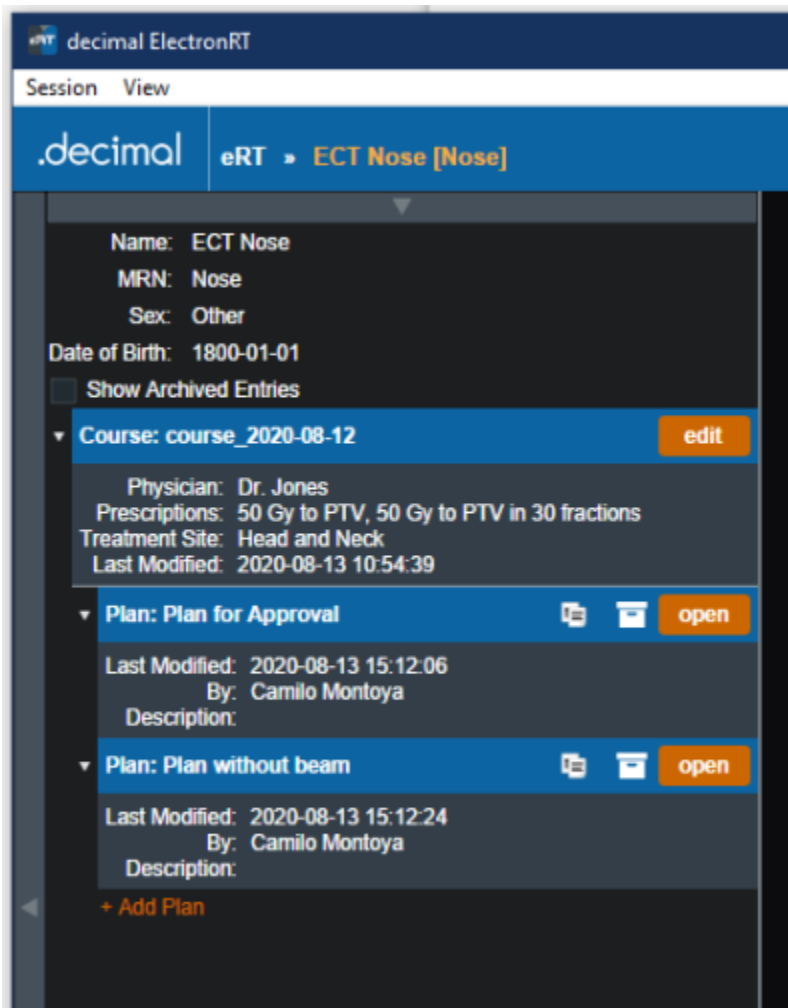 decimal ElectronRT
Session View
.decimal eRT » ECT Nose [Nose]
Name: ECT Nose
MRN: Nose
Sex: Other
Date of Birth: 1800-01-01
Show Archived Entries
Course: course_2020-08-12 edit
Physician: Dr. Jones
Prescriptions: 50 Gy to PTV, 50 Gy to PTV in 30 fractions
Treatment Site: Head and Neck
Last Modified: 2020-08-13 10:54:39
Plan: Plan for Approval open
Last Modified: 2020-08-13 15:12:06
By: Camilo Montoya
Description:
Plan: Plan without beam open
Last Modified: 2020-08-13 15:12:24
By: Camilo Montoya
Description:
+ Add Plan